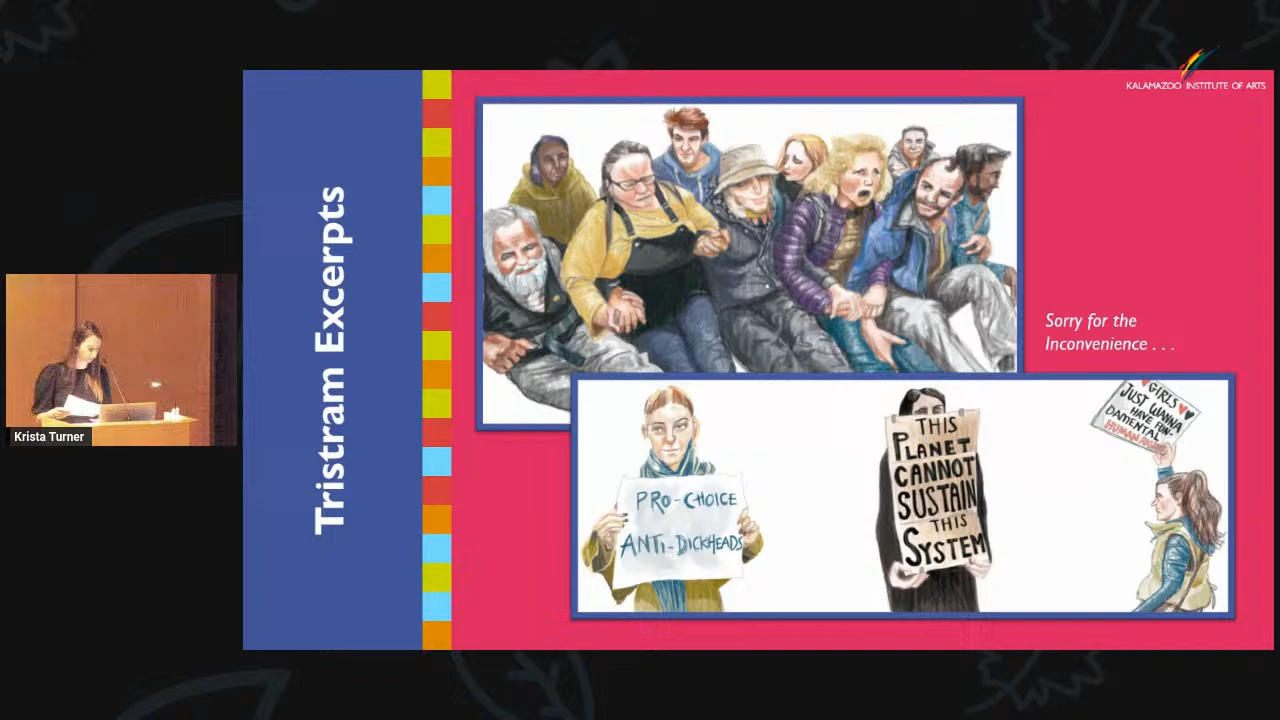 KALAMAZOO INSTITUTE OF ARTS
Tristram Excerpts
Sorry for the
Inconvenience . . .
PRO-CHOICE
ANTI-DICKHEADS
THIS
PLANET
CANNOT
SUSTAIN
THIS
SYSTEM
GIRLS
JUST WANNA
HAVE FUN-
DAMENTAL
HUMAN RIGHTS
Krista Turner